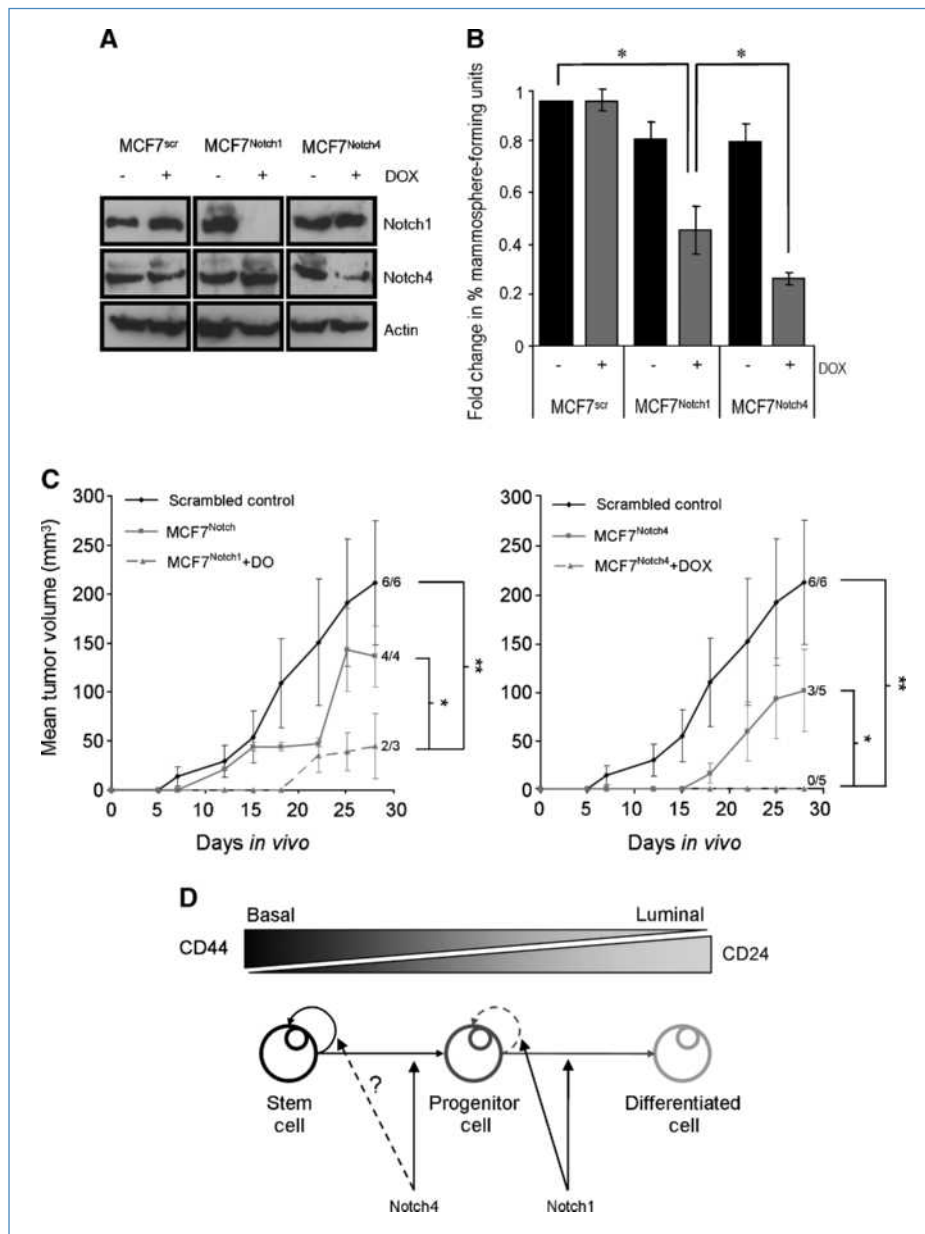 A
MCF7scr MCF7Notch1 MCF7Notch4
- + - + - + DOX
Notch1
Notch4
Actin
B
Fold change in % mammosphere-forming units
* *
1
0.8
0.6
0.4
0.2
0
- + - + - + DOX
MCF7scr MCF7Notch1 MCF7Notch4
C
Mean tumor volume (mm3)
300
250
200
150
100
50
0
Scrambled control
MCF7Notch
MCF7Notch1+DO
6/6
4/4
2/3
*
**
0 5 10 15 20 25 30
Days in vivo
300
250
200
150
100
50
0
Scrambled control
MCF7Notch4
MCF7Notch4+DOX
6/6
3/5
0/5
*
**
0 5 10 15 20 25 30
Days in vivo
D
Basal Luminal
CD44 CD24
?
Stem cell
Progenitor cell
Differentiated cell
Notch4 Notch1